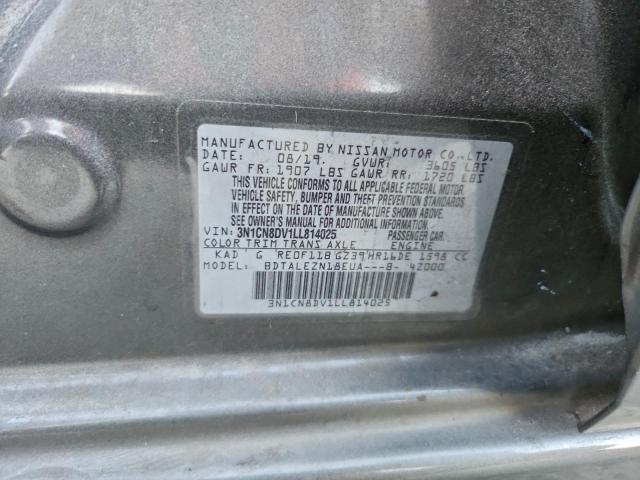 MANUFACTURED BY NISSAN MOTOR CO.,LTD.
DATE: 08/19. GVWR: 3605 LBS
GAWR FR: 1907 LBS GAWR RR: 1720 LBS
THIS VEHICLE CONFORMS TO ALL APPLICABLE FEDERAL MOTOR
VEHICLE SAFETY, BUMPER AND THEFT PREVENTION STANDARDS
IN EFFECT ON THE DATE OF MANUFACTURE SHOWN ABOVE.
SEE OWNER'S MANUAL FOR ADDITIONAL INFORMATION.
VIN: 3N1CN8DV1LL814025 PASSENGER CAR
COLOR TRIM TRANS AXLE ENGINE
KAD G RE0F11B GZ39 HR16DE 1598 CC
MODEL: BDTALEZN18EUA---B- 42000
3N1CN8DV1LL814025